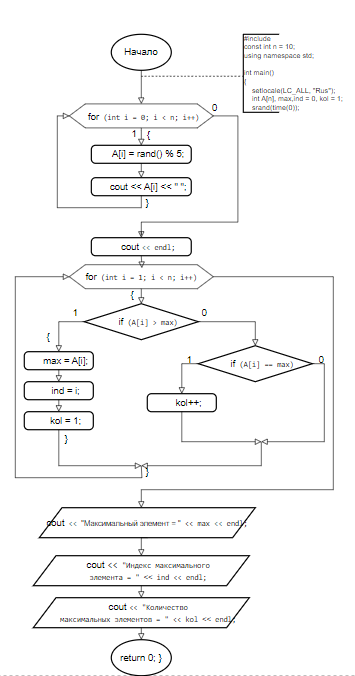 Начало
#include
const int n = 10;
using namespace std;
int main()
{
setlocale(LC_ALL, "Rus");
int A[n], max,ind = 0, kol = 1;
srand(time(0));
for (int i = 0; i < n; i++)
0
1 {
A[i] = rand() % 5;
cout << A[i] << " ";
}
cout << endl;
for (int i = 1; i < n; i++)
{
1
if (A[i] > max)
0
{
max = A[i];
ind = i;
kol = 1;
}
1
if (A[i] == max)
0
kol++;
}
cout << "Максимальный элемент = " << max << endl;
cout << "Индекс максимального
элемента = " << ind << endl;
cout << "Количество
максимальных элементов = " << kol << endl;
return 0; }